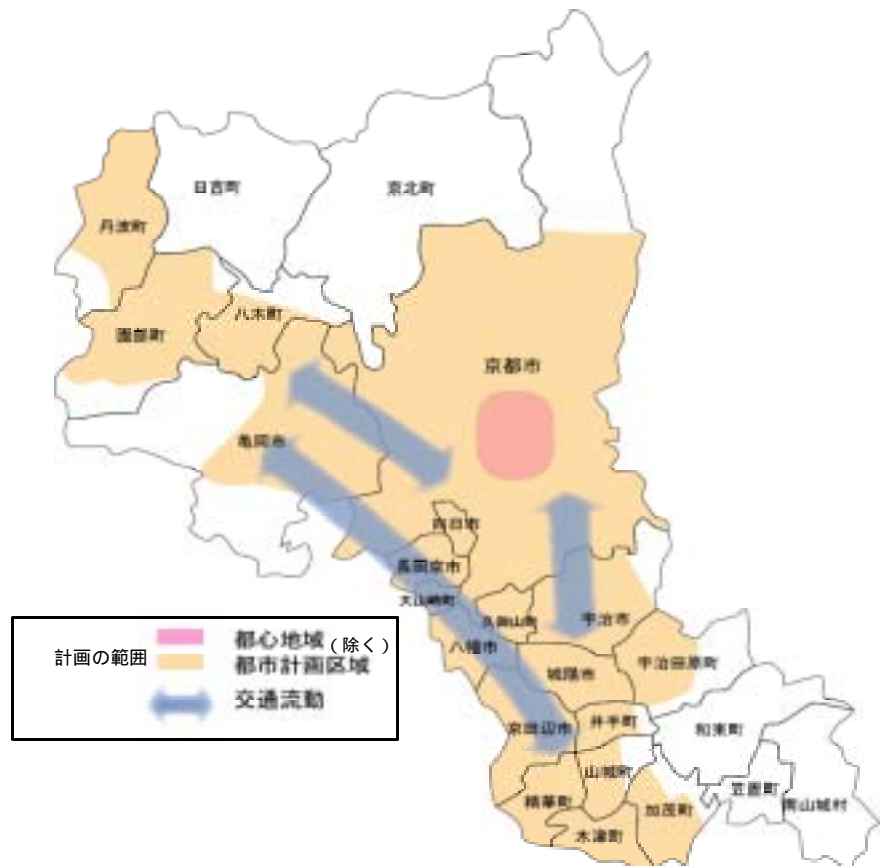 日吉町
京北町
丹波町
園部町
八木町
京都市
亀岡市
向日市
長岡京市
大山崎町
久御山町
宇治市
八幡市
城陽市
宇治田原町
京田辺市
井手町
和束町
山城町
笠置町
南山城村
精華町
加茂町
木津町
計画の範囲
都心地域(除く)
都市計画区域
交通流動